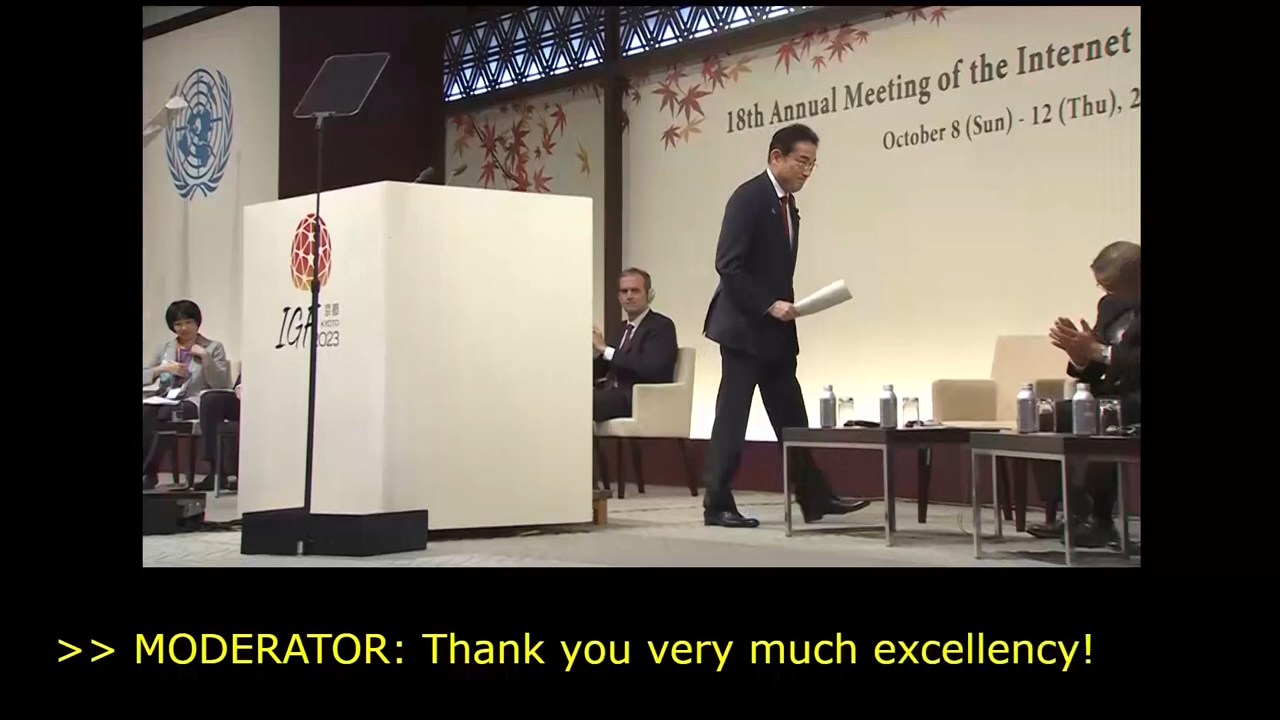 18th Annual Meeting of the Internet
October 8 (Sun) - 12 (Thu), 2
IGF 京都
KYOTO
2023
>> MODERATOR: Thank you very much excellency!